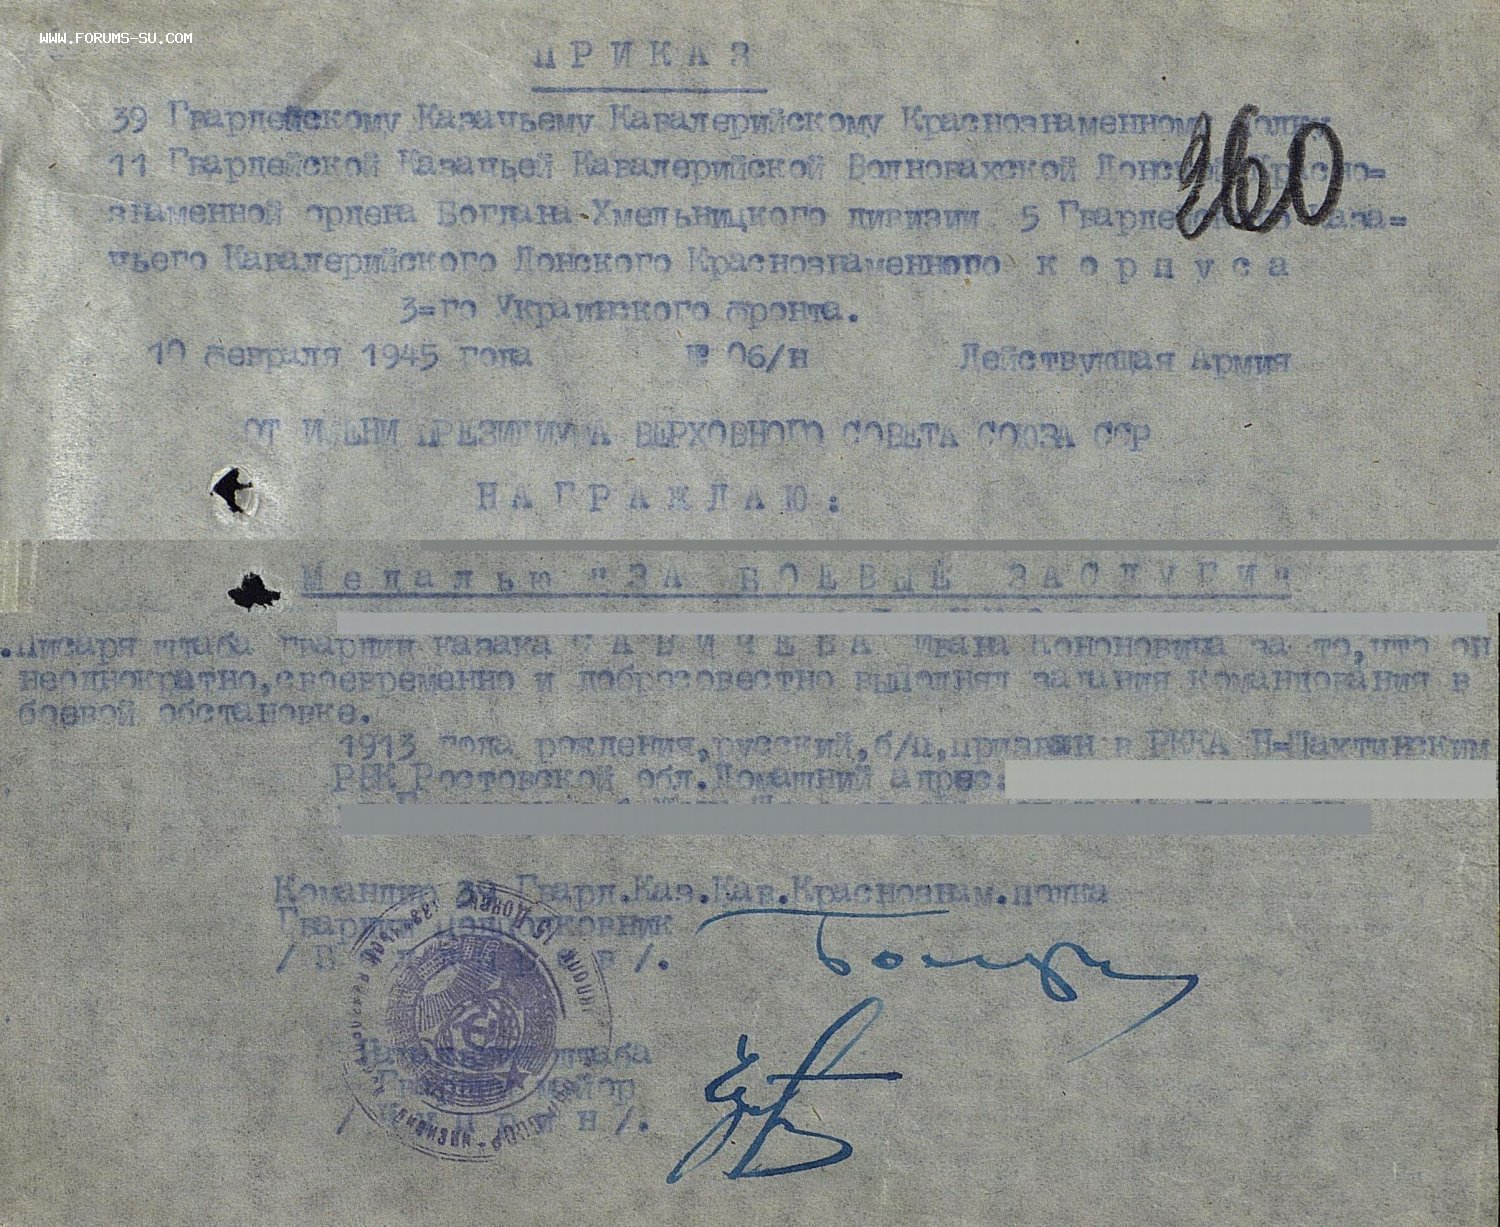 WWW.FORUMS-SU.COM
ПРИКАЗ
39 Гвардейскому Казачьему Кавалерийскому Краснознаменному полку
260
11 Гвардейской Казачьей Кавалерийской Волновахской Донской Красно=
знаменной ордена Богдана Хмельницкого дивизии 5 Гвардейского Каза=
чьего Кавалерийского Донского Краснознаменного корпуса
3=го Украинского фронта.
10 февраля 1945 года № 06/н Действующая Армия
ОТ ИМЕНИ ПРЕЗИДИУМА ВЕРХОВНОГО СОВЕТА СОЮЗА ССР
НАГРАЖДАЮ:
Медалью "ЗА БОЕВЫЕ ЗАСЛУГИ"
.Писаря штаба гвардии казака САВИЧЕВА Ивана Кононовича за то,что он
неоднократно,своевременно и добросовестно выполнял задания командования в
боевой обстановке.
1913 года рождения,русский,б/п,призван в РККА Н=Шахтинским
РВК Ростовской обл.Домашний адрес:
Командир 39 Гвард.Каз.Кав.Краснознам.полка
Гвардии подполковник
Начальник штаба
Гвардии майор